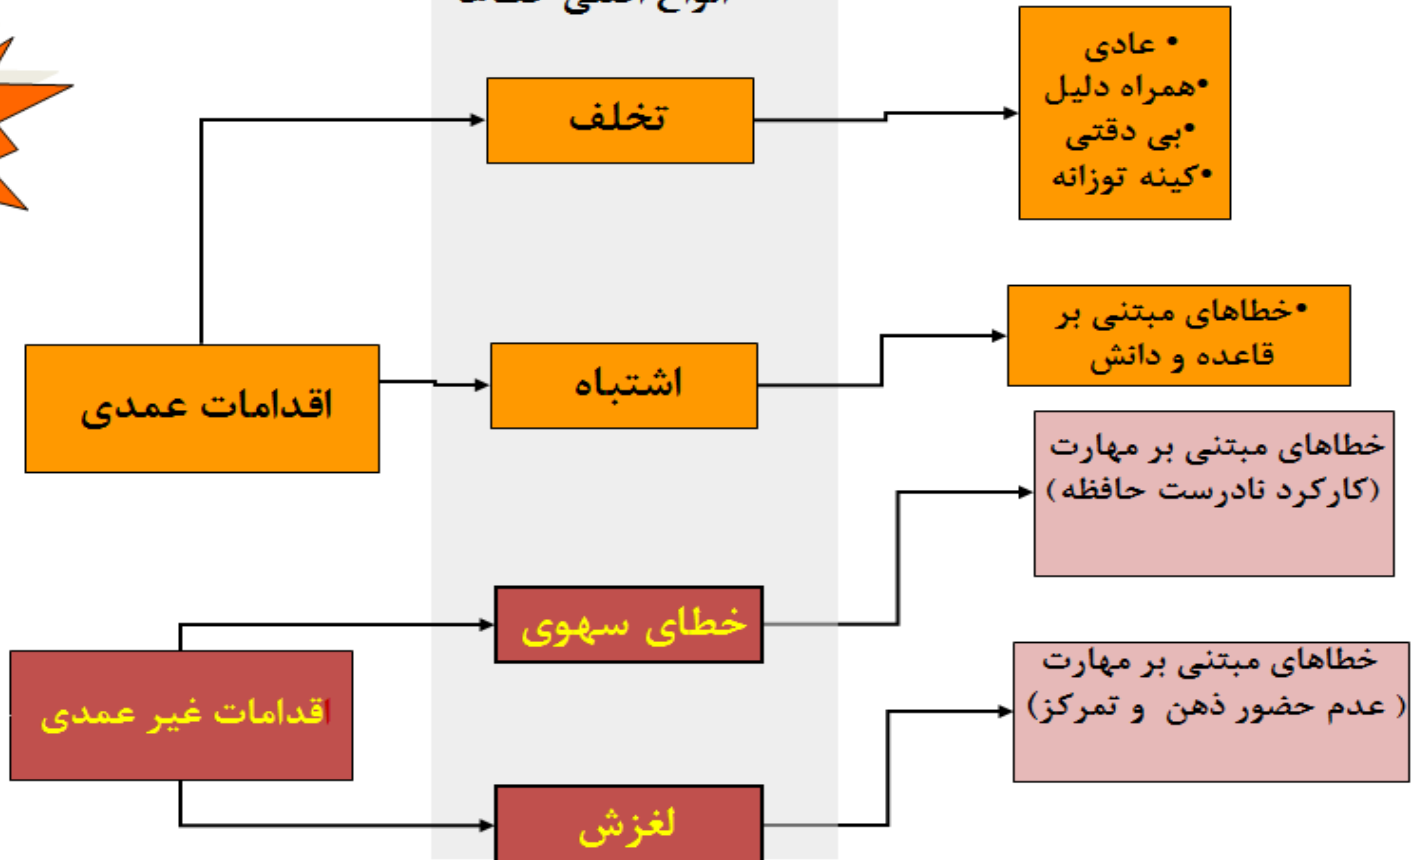 تخلف
• عادی
•همراه دلیل
•بی دقتی
•کینه توزانه
اقدامات عمدی
اشتباه
•خطاهای مبتنی بر
قاعده و دانش
خطاهای مبتنی بر مهارت
(کارکرد نادرست حافظه)
خطای سهوی
اقدامات غیر عمدی
خطاهای مبتنی بر مهارت
( عدم حضور ذهن و تمرکز)
لغزش